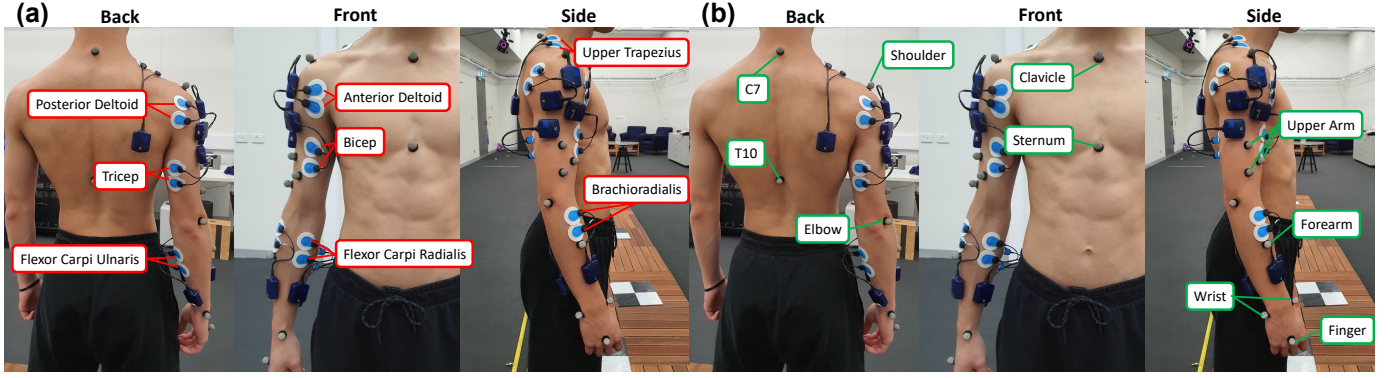 (a)
Back
Front
Side
Upper Trapezius
Posterior Deltoid
Anterior Deltoid
Bicep
Tricep
Brachioradialis
Flexor Carpi Ulnaris
Flexor Carpi Radialis
(b)
Back
Front
Side
Shoulder
C7
Clavicle
Upper Arm
T10
Sternum
Elbow
Forearm
Wrist
Finger